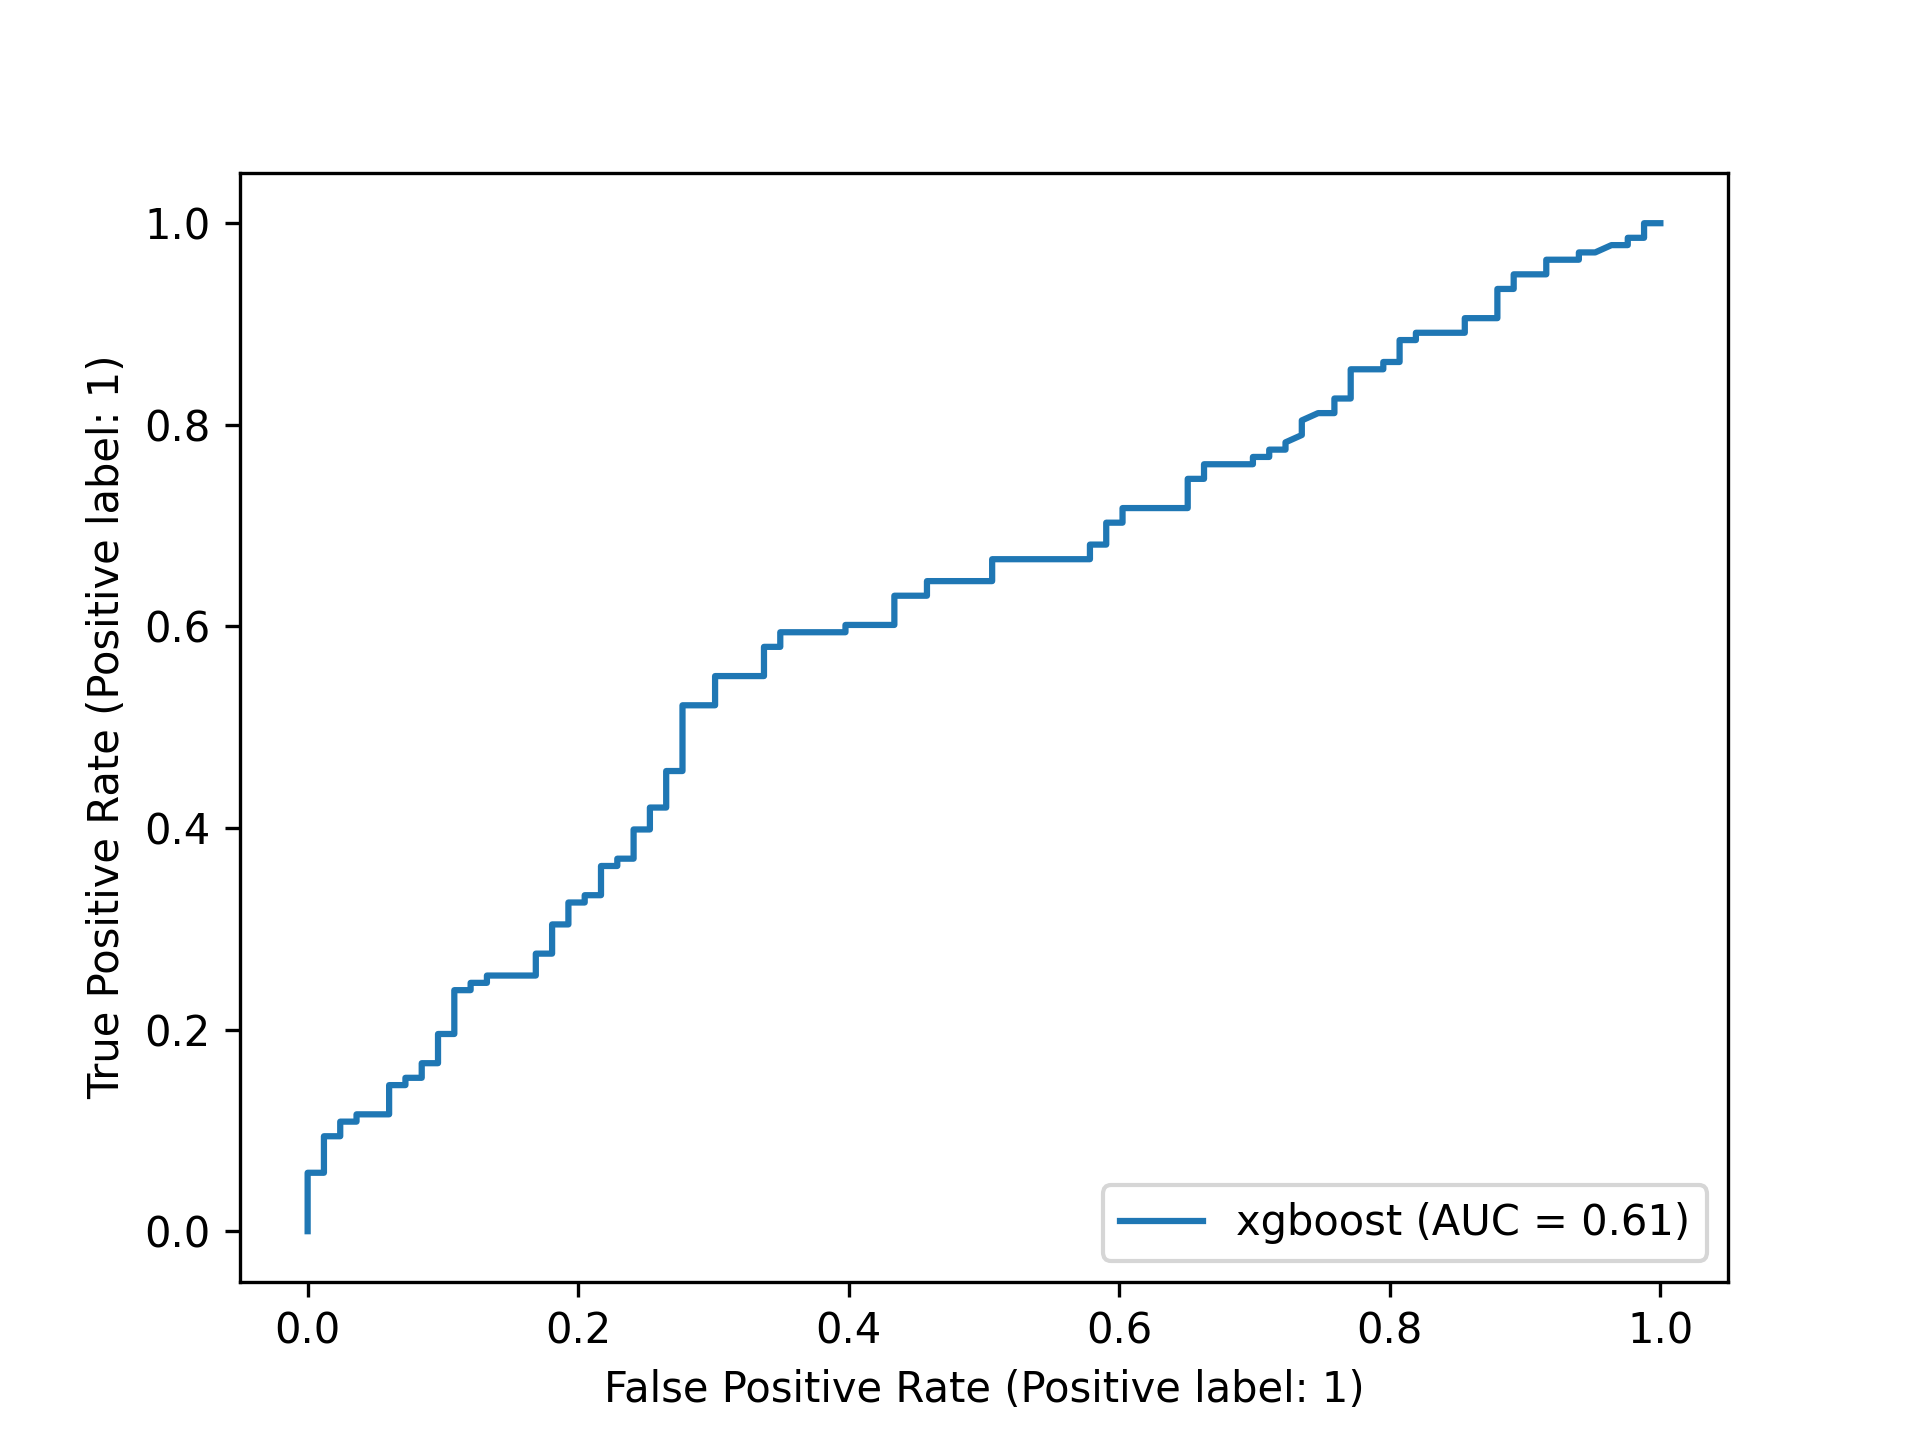 1.0
0.8
0.6
0.4
0.2
0.0
True Positive Rate (Positive label: 1)
xgboost (AUC = 0.61)
0.0 0.2 0.4 0.6 0.8 1.0
False Positive Rate (Positive label: 1)